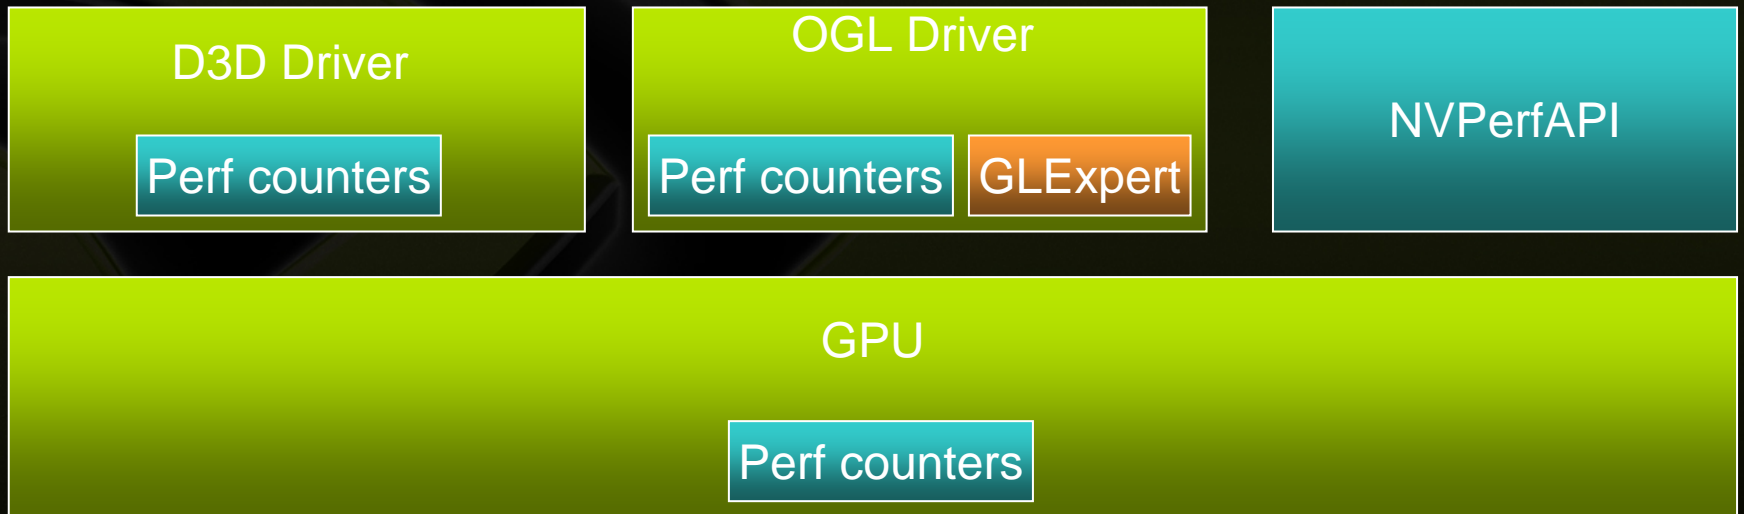 D3D Driver
Perf counters
OGL Driver
Perf counters
GLExpert
NVPerfAPI
GPU
Perf counters